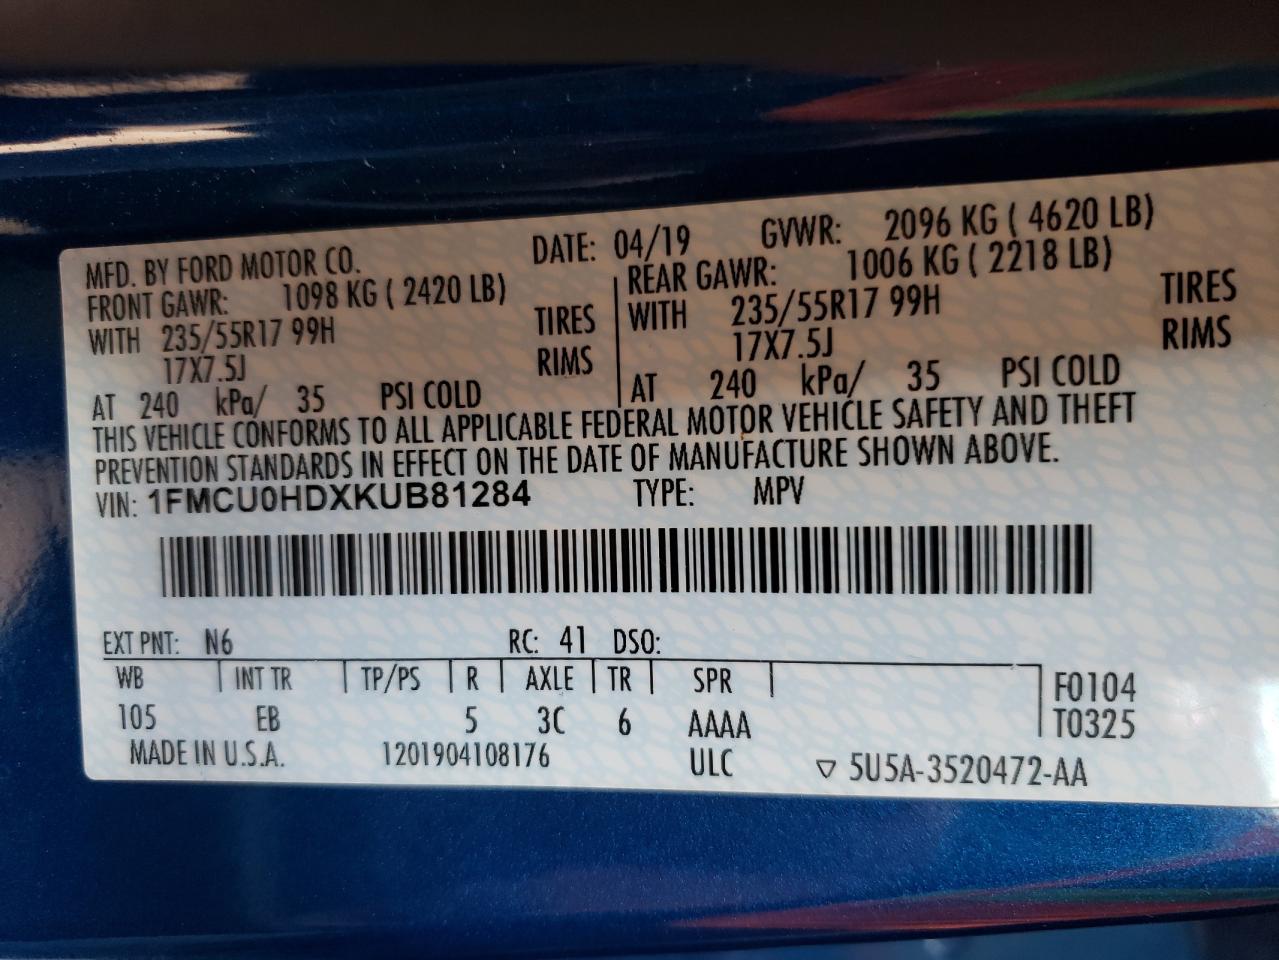 MFD. BY FORD MOTOR CO. DATE: 04/19 GVWR: 2096 KG ( 4620 LB)
FRONT GAWR: 1098 KG ( 2420 LB)
WITH 235/55R17 99H TIRES
17X7.5J RIMS
AT 240 kPa/ 35 PSI COLD
REAR GAWR: 1006 KG ( 2218 LB)
WITH 235/55R17 99H TIRES
17X7.5J RIMS
AT 240 kPa/ 35 PSI COLD
THIS VEHICLE CONFORMS TO ALL APPLICABLE FEDERAL MOTOR VEHICLE SAFETY AND THEFT
PREVENTION STANDARDS IN EFFECT ON THE DATE OF MANUFACTURE SHOWN ABOVE.
VIN: 1FMCU0HDXKUB81284 TYPE: MPV
EXT PNT: N6 RC: 41 DSO:
WB INT TR TP/PS R AXLE TR SPR F0104
105 EB 5 3C 6 AAAA T0325
MADE IN U.S.A. 1201904108176 ULC ▽ 5U5A-3520472-AA